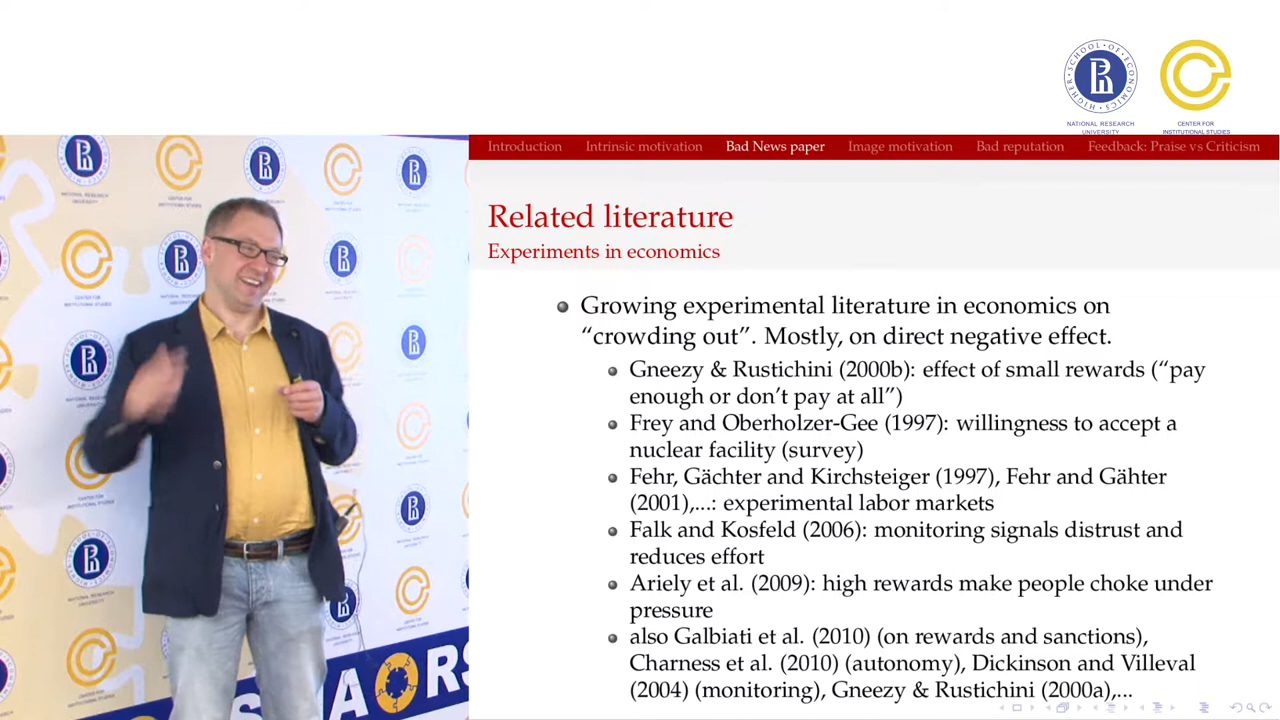 NATIONAL RESEARCH
UNIVERSITY
CENTER FOR
INSTITUTIONAL STUDIES
HIGHER · SCHOOL · OF · ECONOMICS
Introduction Intrinsic motivation Bad News paper Image motivation Bad reputation Feedback: Praise vs Criticism
Related literature
Experiments in economics
Growing experimental literature in economics on
“crowding out”. Mostly, on direct negative effect.
Gneezy & Rustichini (2000b): effect of small rewards (“pay
enough or don’t pay at all”)
Frey and Oberholzer-Gee (1997): willingness to accept a
nuclear facility (survey)
Fehr, Gächter and Kirchsteiger (1997), Fehr and Gähter
(2001),...: experimental labor markets
Falk and Kosfeld (2006): monitoring signals distrust and
reduces effort
Ariely et al. (2009): high rewards make people choke under
pressure
also Galbiati et al. (2010) (on rewards and sanctions),
Charness et al. (2010) (autonomy), Dickinson and Villeval
(2004) (monitoring), Gneezy & Rustichini (2000a),...